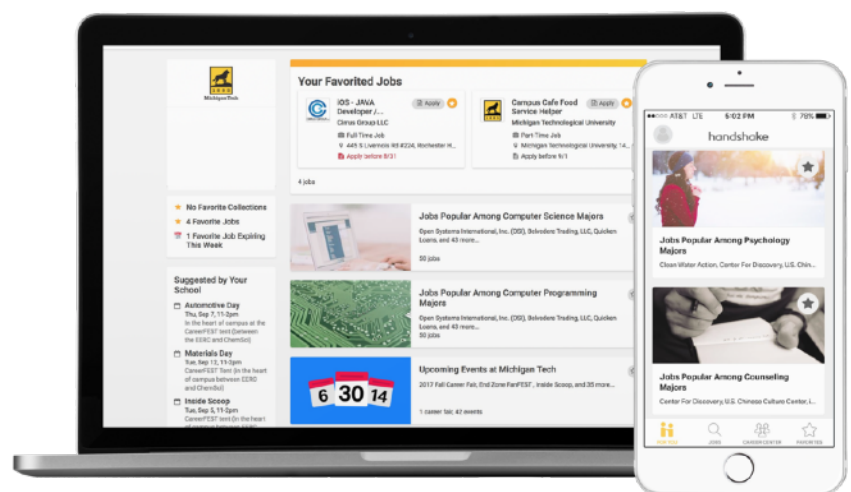 MichiganTech
No Favorite Collections
4 Favorite Jobs
1 Favorite Job Expiring
This Week
Suggested by Your
School
Automotive Day
Thu, Sep 7, 11-2pm
In the heart of campus at the
CareerFEST tent (between
the EERC and ChemSci)
Materials Day
Tue, Sep 12, 11-2pm
CareerFEST Tent (in the heart
of campus between EERC
and ChemSci)
Inside Scoop
Tue, Sep 5, 11-2pm
CareerFEST tent (in the heart
of campus between EERC
Your Favorited Jobs
iOS - JAVA
Developer /...
Apply
Cirrus Group LLC
Full Time Job
445 S Livernois Rd #224, Rochester H...
Apply before 8/31
Campus Cafe Food
Service Helper
Apply
Michigan Technological University
Part-Time Job
Michigan Technological University, 14...
Apply before 9/1
4 jobs
Jobs Popular Among Computer Science Majors
Open Systems International, Inc. (OSI), Belvedere Trading, LLC, Quicken
Loans, and 43 more...
50 jobs
Jobs Popular Among Computer Programming
Majors
Open Systems International, Inc. (OSI), Belvedere Trading, LLC, Quicken
Loans, and 43 more...
50 jobs
6 30 14
Upcoming Events at Michigan Tech
2017 Fall Career Fair, End Zone FanFEST, Inside Scoop, and 35 more...
1 career fair, 42 events
AT&T LTE 5:02 PM 78%
handshake
Jobs Popular Among Psychology
Majors
Clean Water Action, Center For Discovery, U.S. Chin...
Jobs Popular Among Counseling
Majors
Center For Discovery, U.S. Chinese Culture Center, i...
FOR YOU JOBS CAREER CENTER FAVORITES